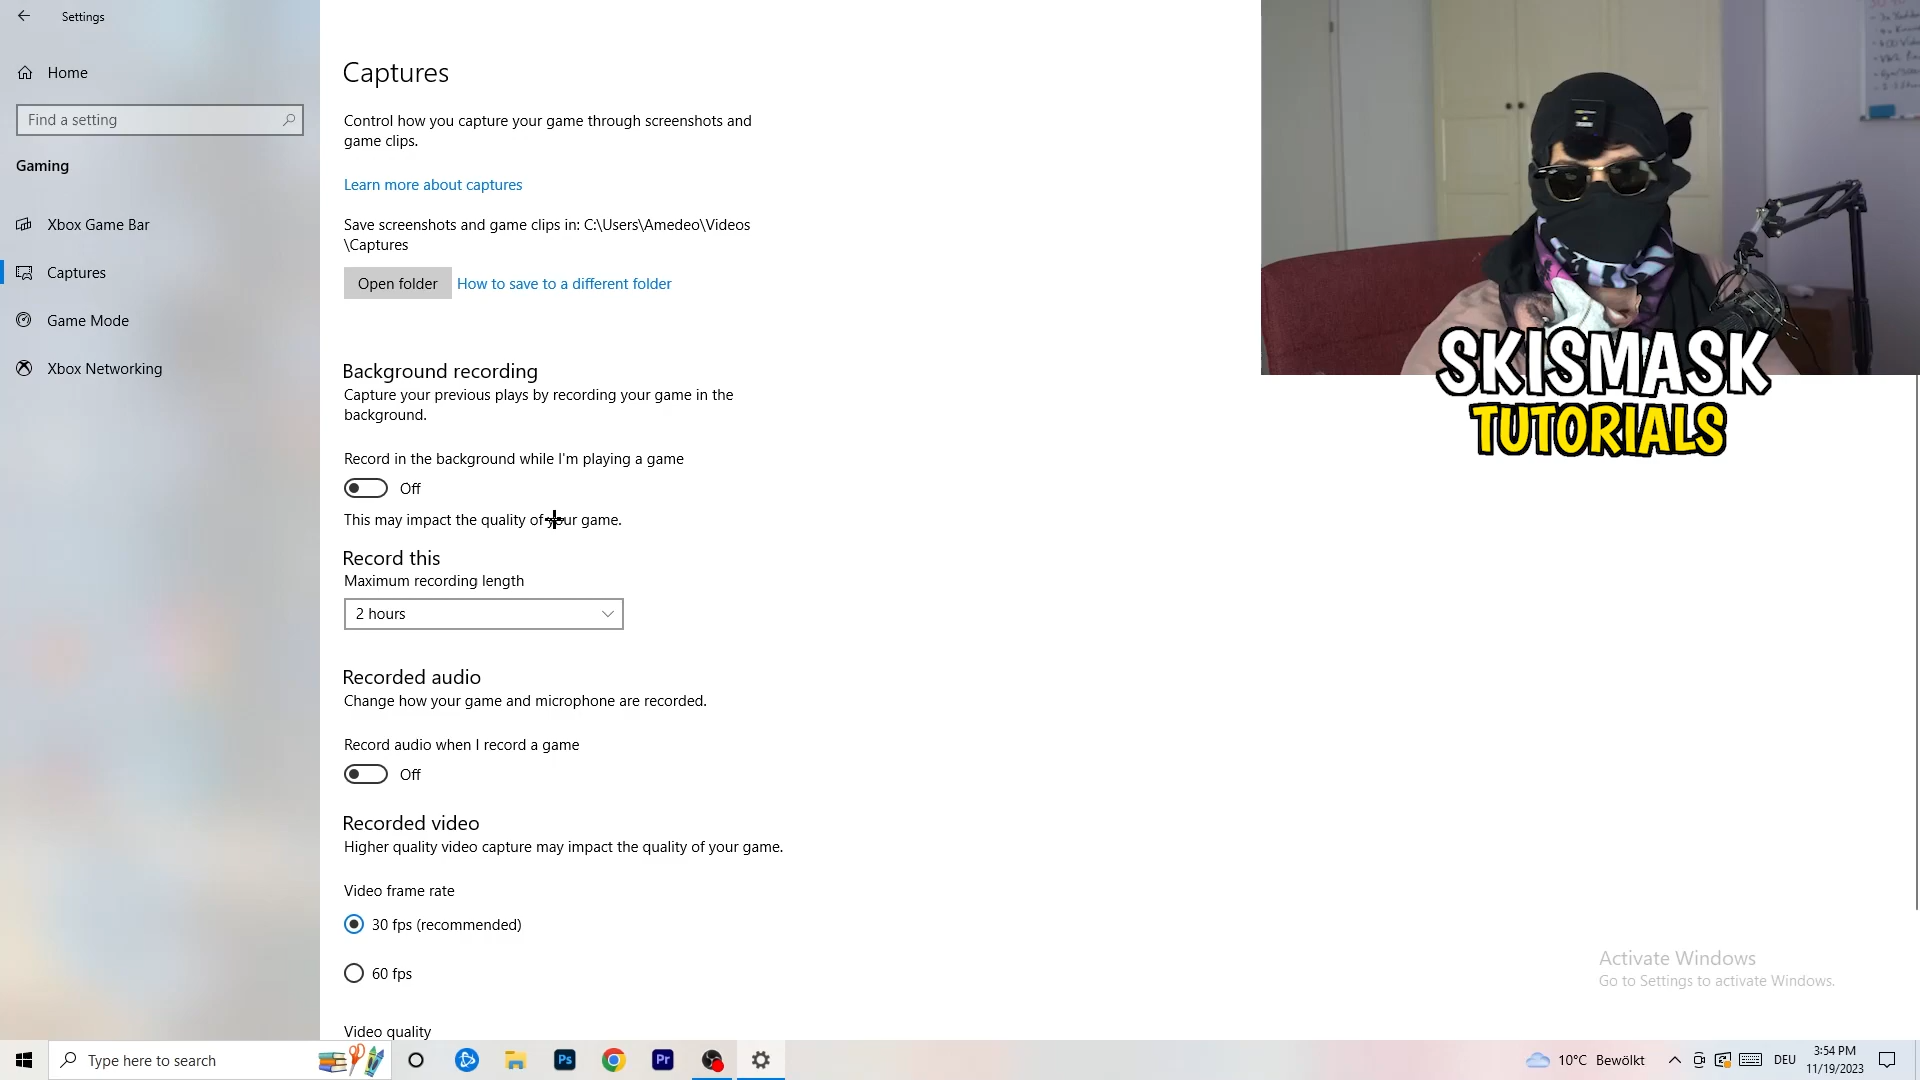 Settings
Home
Find a setting
Gaming
Xbox Game Bar
Captures
Game Mode
Xbox Networking
Captures
Control how you capture your game through screenshots and
game clips.
Learn more about captures
Save screenshots and game clips in: C:\Users\Amedeo\Videos
\Captures
Open folder
How to save to a different folder
Background recording
Capture your previous plays by recording your game in the
background.
Record in the background while I'm playing a game
Off
This may impact the quality of your game.
Record this
Maximum recording length
2 hours
Recorded audio
Change how your game and microphone are recorded.
Record audio when I record a game
Off
Recorded video
Higher quality video capture may impact the quality of your game.
Video frame rate
30 fps (recommended)
60 fps
Video quality
SKISMASK
TUTORIALS
Activate Windows
Go to Settings to activate Windows.
Type here to search
Ps
Pr
10°C Bewölkt
DEU
3:54 PM
11/19/2023